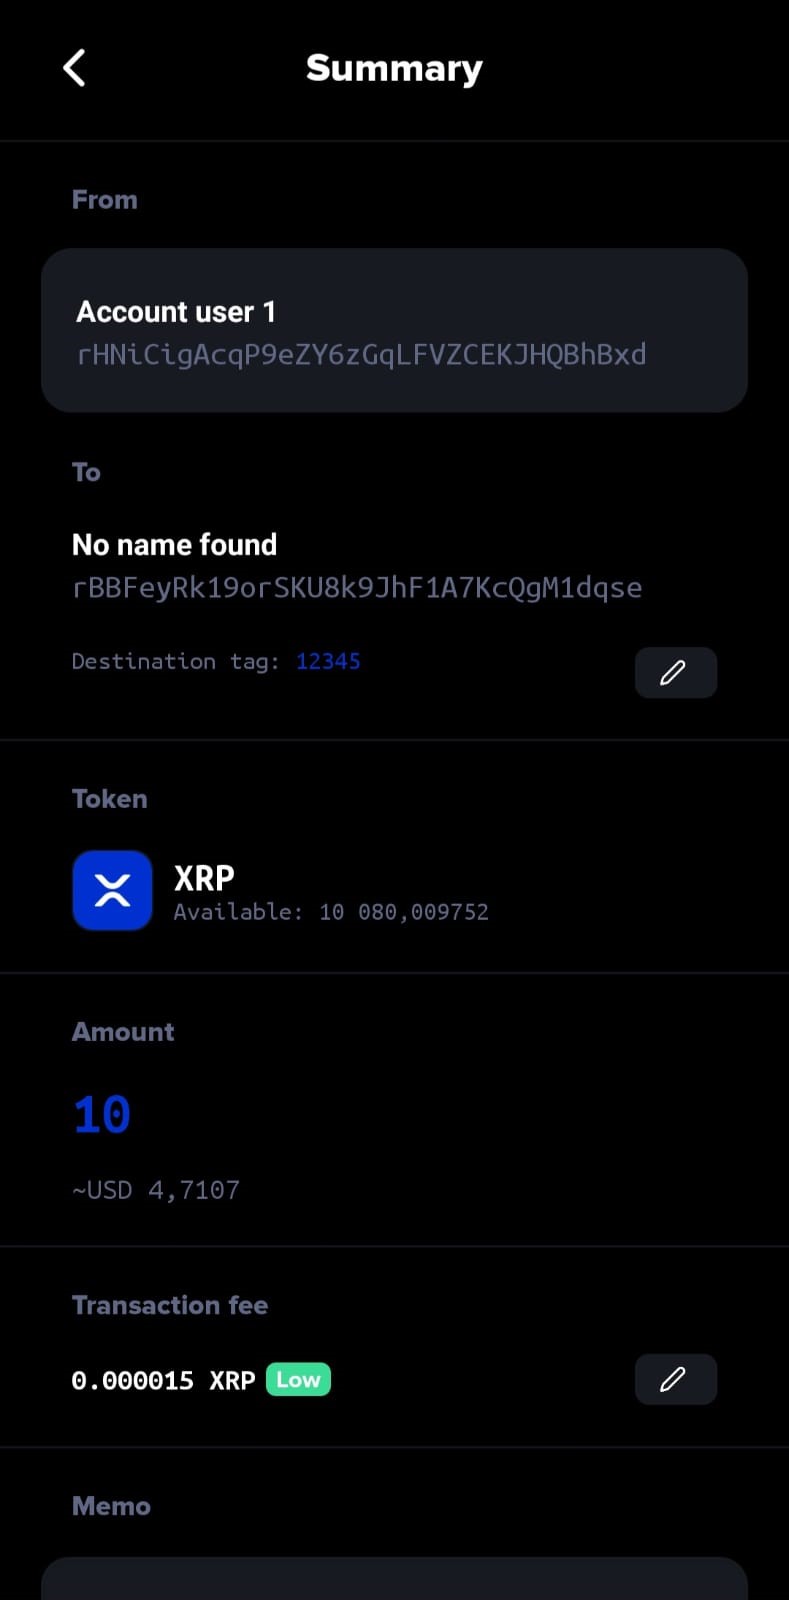 Summary
From
Account user 1
rHNiCigAcqP9eZY6zGqLFVZCEKJHQBhBxd
To
No name found
rBBFeyRk19orSKU8k9JhF1A7KcQgM1dqse
Destination tag: 12345
Token
XRP
Available: 10 080,009752
Amount
10
~USD 4,7107
Transaction fee
0.000015 XRP Low
Memo